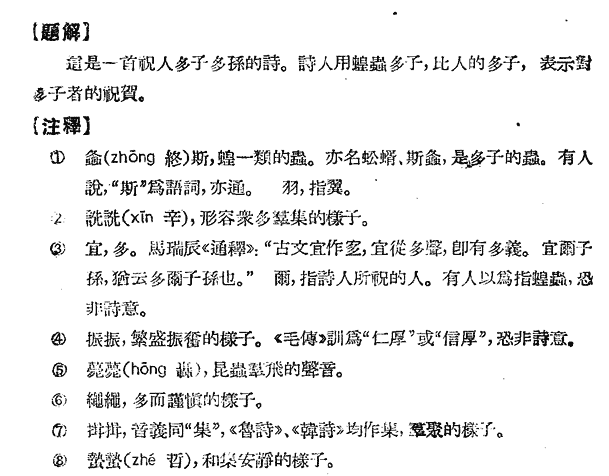 【題解】
這是一首祝人多子多孫的詩。詩人用蝗蟲多子，比人的多子，表示對
多子者的祝賀。
【注釋】
① 螽(zhōng 終)斯，蝗一類的蟲。亦名蚣蝑、斯螽，是多子的蟲。有人
說，“斯”爲語詞，亦通。 羽，指翼。
② 詵詵(xīn 辛)，形容衆多羣集的樣子。
③ 宜，多。馬瑞辰《通釋》：“古文宜作𡧧，宜從多聲，卽有多義。宜爾子
孫，猶云多爾子孫也。” 爾，指詩人所祝的人。有人以爲指蝗蟲，恐
非詩意。
④ 振振，繁盛振奮的樣子。《毛傳》訓爲“仁厚”或“信厚”，恐非詩意。
⑤ 薨薨(hōng 轟)，昆蟲羣飛的聲音。
⑥ 繩繩，多而謹慎的樣子。
⑦ 揖揖，音義同“集”，《魯詩》、《韓詩》均作集，羣聚的樣子。
⑧ 蟄蟄(zhé 哲)，和集安靜的樣子。